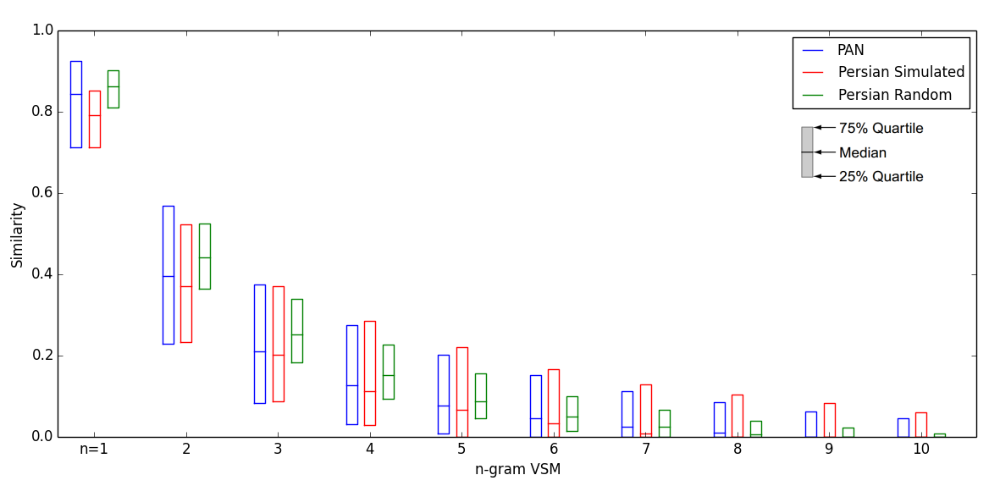 1.0
0.8
0.6
0.4
0.2
0.0
Similarity
n=1 2 3 4 5 6 7 8 9 10
n-gram VSM
PAN
Persian Simulated
Persian Random
75% Quartile
Median
25% Quartile